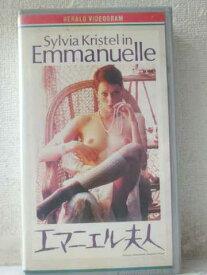 HERALD VIDEOGRAM
Sylvia Kristel in
Emmanuelle
エマニエル夫人